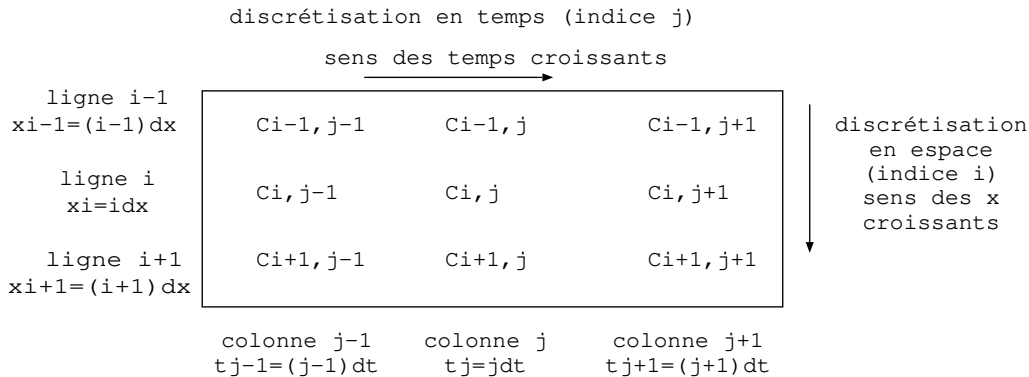 discrétisation en temps (indice j)
sens des temps croissants
ligne i-1
xi-1=(i-1)dx
Ci-1,j-1 Ci-1,j Ci-1,j+1
ligne i
xi=idx
Ci,j-1 Ci,j Ci,j+1
ligne i+1
xi+1=(i+1)dx
Ci+1,j-1 Ci+1,j Ci+1,j+1
discrétisation
en espace
(indice i)
sens des x
croissants
colonne j-1 colonne j colonne j+1
tj-1=(j-1)dt tj=jdt tj+1=(j+1)dt